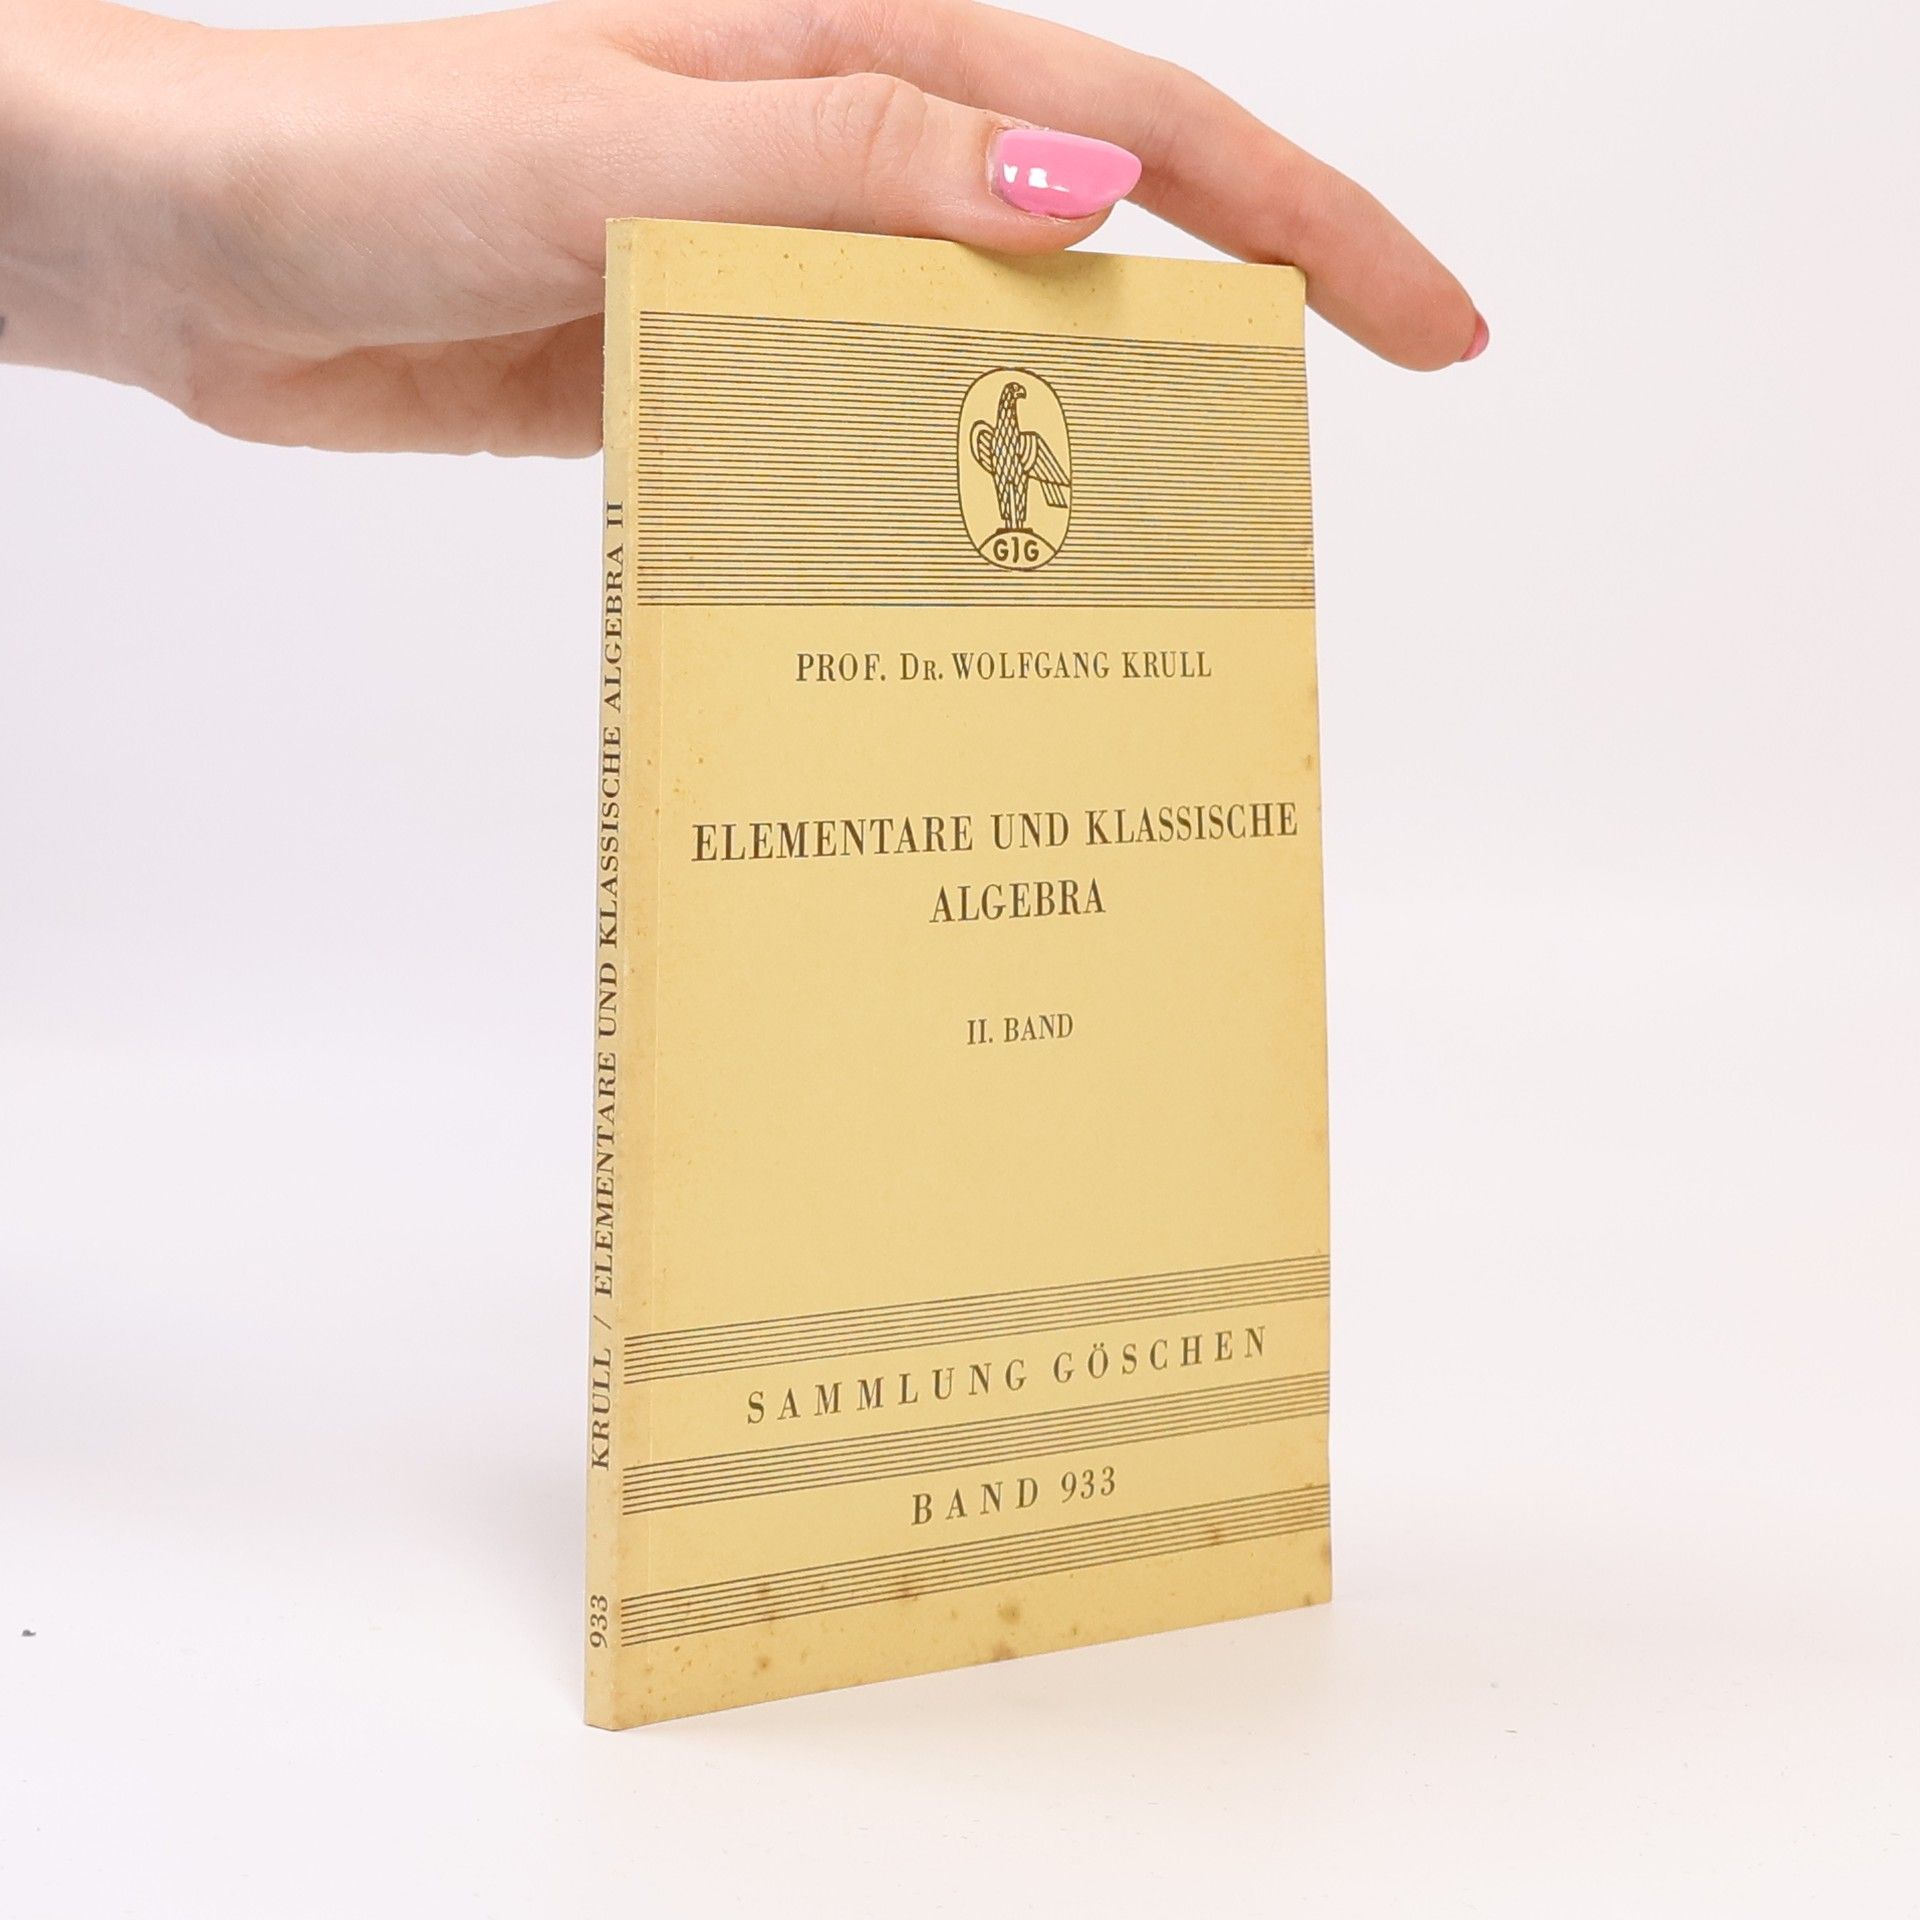 GJG
PROF. DR. WOLFGANG KRULL
ELEMENTARE UND KLASSISCHE
ALGEBRA
II. BAND
SAMMLUNG GÖSCHEN
BAND 933
933 KRULL / ELEMENTARE UND KLASSISCHE ALGEBRA II